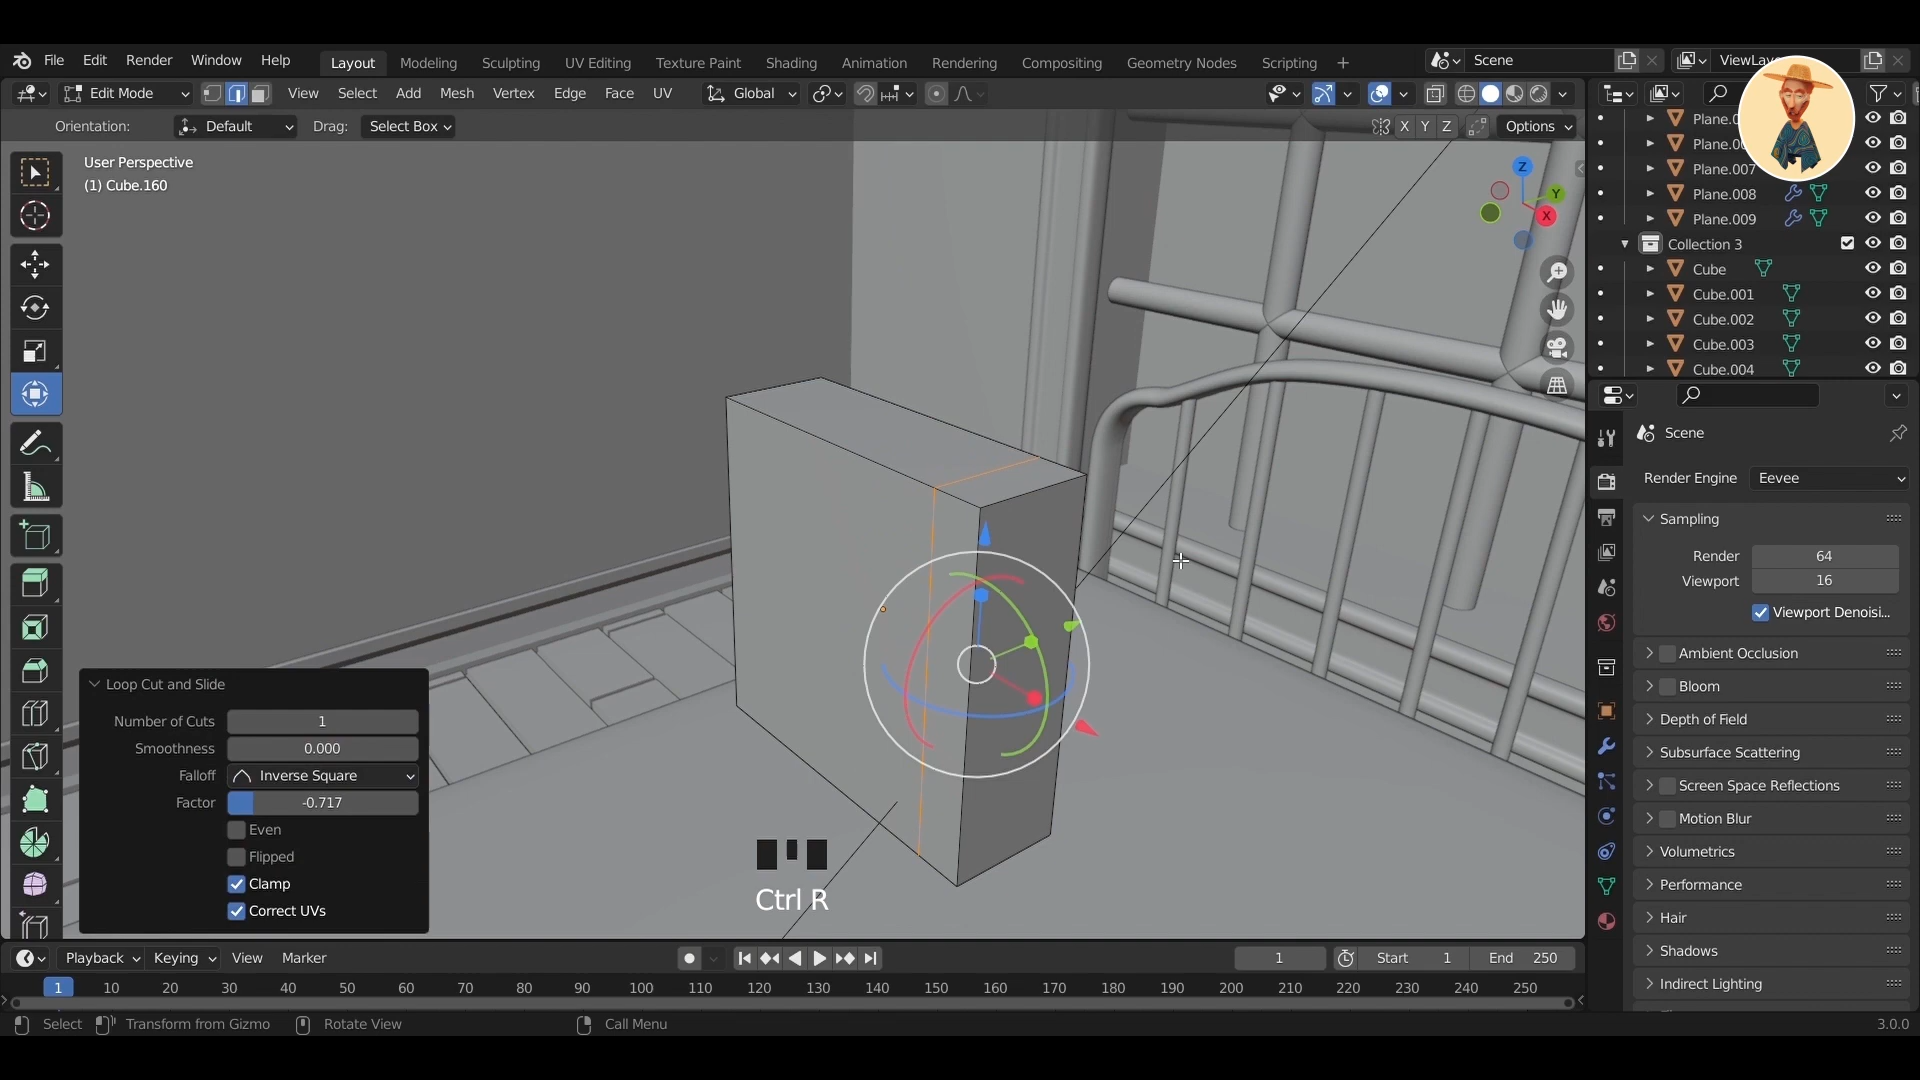 File Edit Render Window Help Layout Modeling Sculpting UV Editing Texture Paint Shading Animation Rendering Compositing Geometry Nodes Scripting + Scene
Edit Mode View Select Add Mesh Vertex Edge Face UV Global
Orientation: Default Drag: Select Box X Y Z Options
User Perspective
(1) Cube.160
Z
Y
X
Plane.007
Plane.008
Plane.009
Collection 3
Cube
Cube.001
Cube.002
Cube.003
Cube.004
Scene
Render Engine Eevee
Sampling
Render 64
Viewport 16
Viewport Denoisi...
Ambient Occlusion
Bloom
Depth of Field
Subsurface Scattering
Screen Space Reflections
Motion Blur
Volumetrics
Performance
Hair
Shadows
Indirect Lighting
Loop Cut and Slide
Number of Cuts 1
Smoothness 0.000
Falloff Inverse Square
Factor -0.717
Even
Flipped
Clamp
Correct UVs
Ctrl R
Playback Keying View Marker 1 Start 1 End 250
1 10 20 30 40 50 60 70 80 90 100 110 120 130 140 150 160 170 180 190 200 210 220 230 240 250
Select Transform from Gizmo Rotate View Call Menu 3.0.0